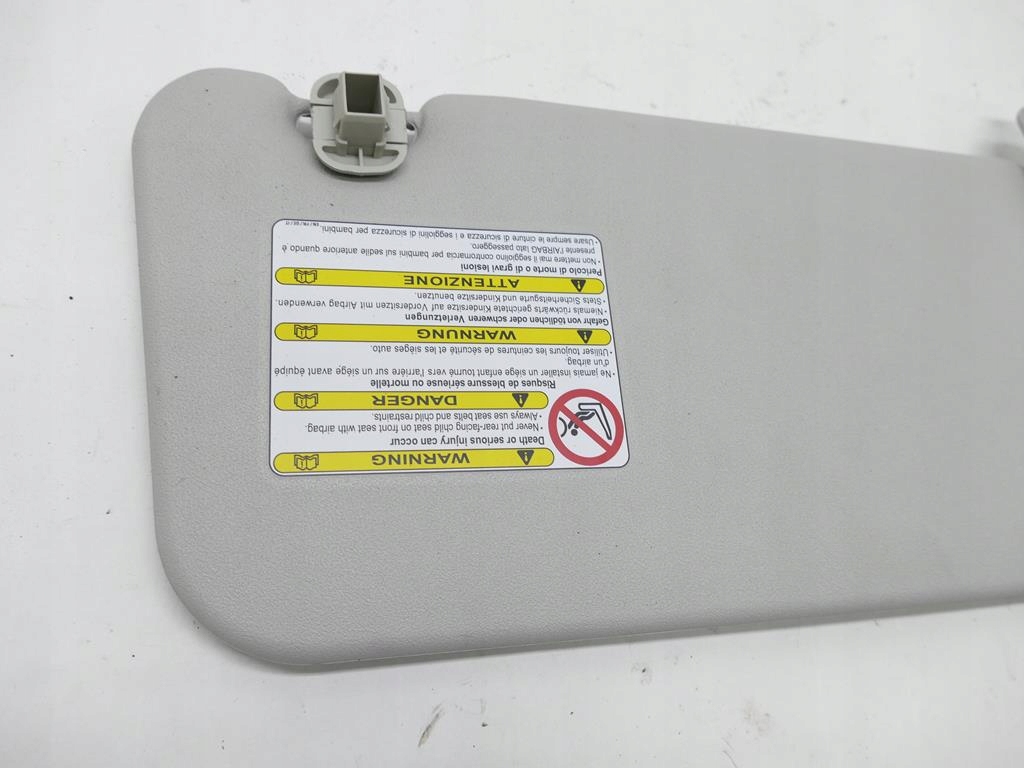 WARNING
Death or serious injury can occur
• Never put rear-facing child seat on front seat with airbag.
• Always use seat belts and child restraints.
DANGER
Risques de blessure sérieuse ou mortelle
• Ne jamais installer un siège enfant tourné vers l'arrière sur un siège avant équipé
d'un airbag.
• Utiliser toujours les ceintures de sécurité et les sièges auto.
WARNUNG
Gefahr von tödlichen oder schweren Verletzungen
• Niemals rückwärts gerichtete Kindersitze auf Vordersitzen mit Airbag verwenden.
• Stets Sicherheitsgurte und Kindersitze benutzen.
ATTENZIONE
Pericolo di morte o di gravi lesioni
• Non mettere mai il seggiolino contromarcia per bambini sul sedile anteriore quando è
presente l'AIRBAG lato passeggero.
• Usare sempre le cinture di sicurezza e i seggiolini di sicurezza per bambini.
EN / FR / DE / IT